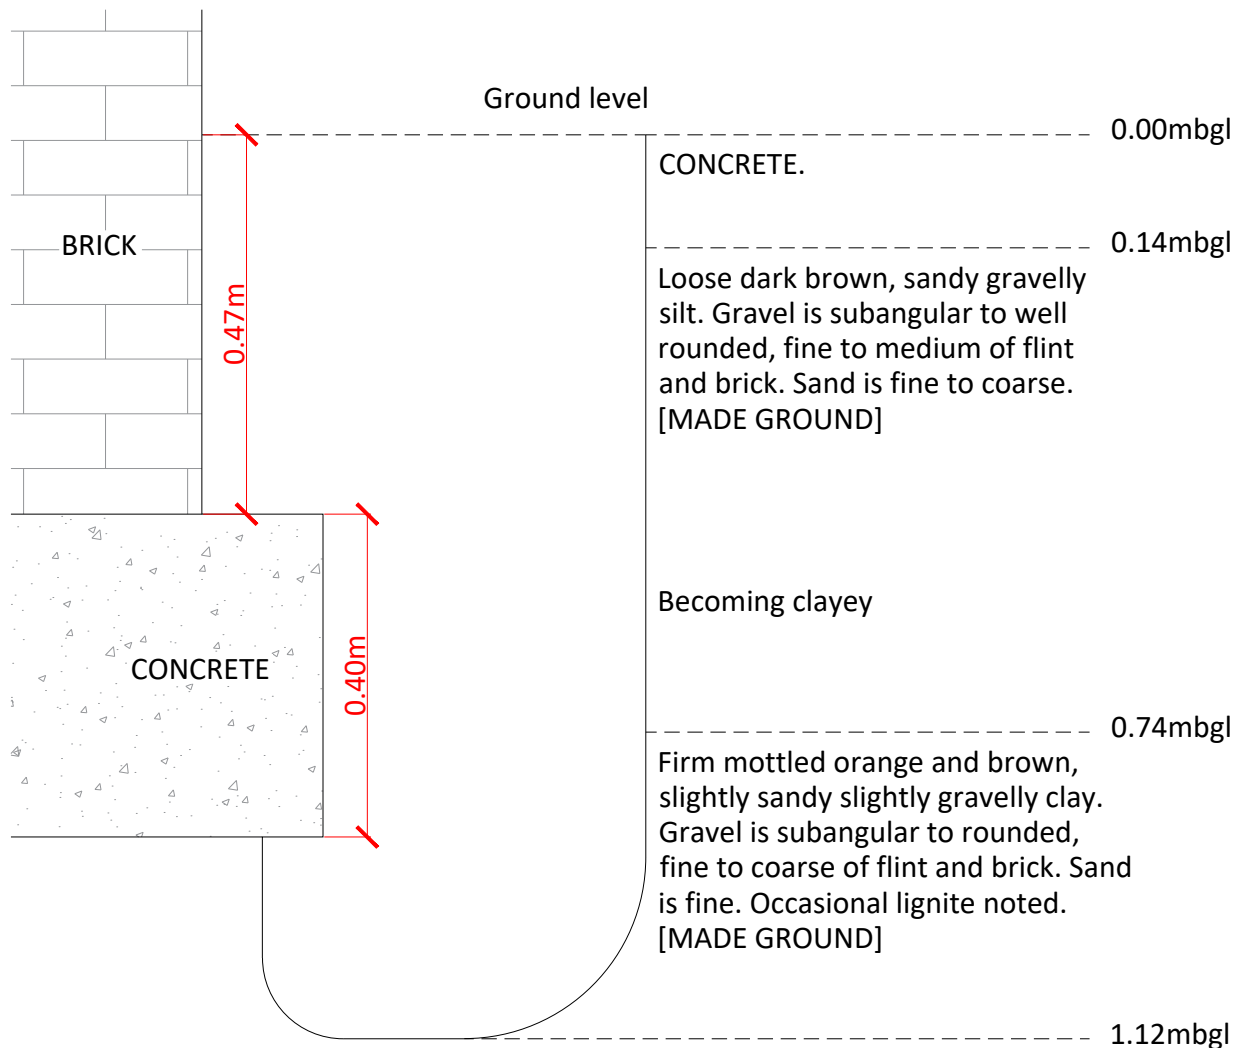 Ground level
0.00mbgl
CONCRETE.
BRICK
0.14mbgl
0.47m
Loose dark brown, sandy gravelly
silt. Gravel is subangular to well
rounded, fine to medium of flint
and brick. Sand is fine to coarse.
[MADE GROUND]
Becoming clayey
CONCRETE
0.40m
0.74mbgl
Firm mottled orange and brown,
slightly sandy slightly gravelly clay.
Gravel is subangular to rounded,
fine to coarse of flint and brick. Sand
is fine. Occasional lignite noted.
[MADE GROUND]
1.12mbgl